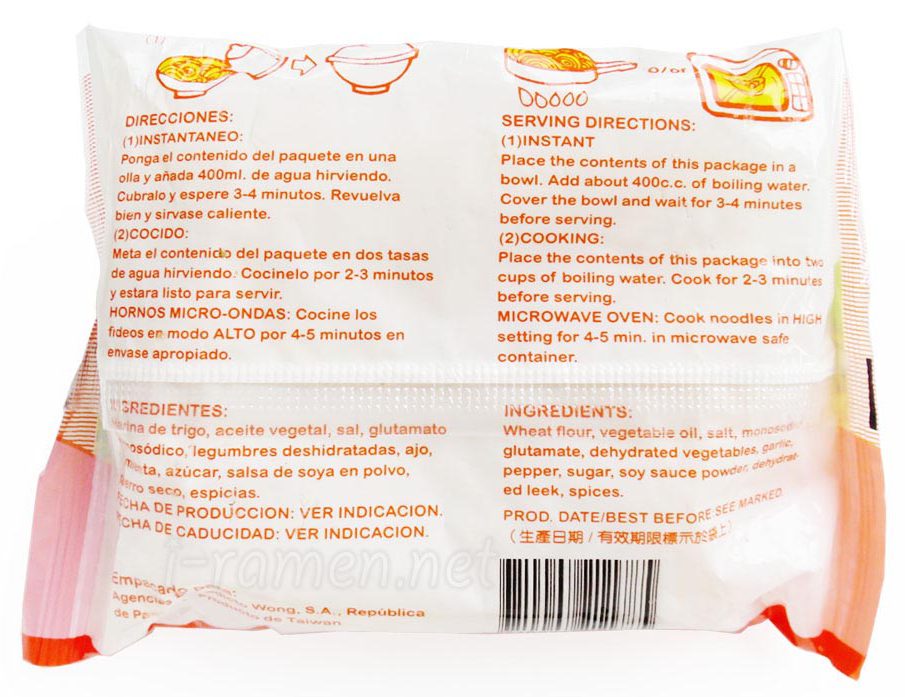 (1)
o/or
DIRECCIONES:
(1)INSTANTANEO:
Ponga el contenido del paquete en una
olla y añada 400ml. de agua hirviendo.
Cubralo y espere 3-4 minutos. Revuelva
bien y sirvase caliente.
(2)COCIDO:
Meta el contenido del paquete en dos tasas
de agua hirviendo. Cocinelo por 2-3 minutos
y estara listo para servir.
HORNOS MICRO-ONDAS: Cocine los
fideos en modo ALTO por 4-5 minutos en
envase apropiado.
SERVING DIRECTIONS:
(1)INSTANT
Place the contents of this package in a
bowl. Add about 400c.c. of boiling water.
Cover the bowl and wait for 3-4 minutes
before serving.
(2)COOKING:
Place the contents of this package into two
cups of boiling water. Cook for 2-3 minutes
before serving.
MICROWAVE OVEN: Cook noodles in HIGH
setting for 4-5 min. in microwave safe
container.
INGREDIENTES:
Harina de trigo, aceite vegetal, sal, glutamato
legumbres deshidratadas, ajo,
azúcar, salsa de soya en polvo,
seco, espicias.
DE PRODUCCION: VER INDICACION.
DE CADUCIDAD: VER INDICACION.
Empacado
Agencies Wong, S.A., República
de Producto de Taiwan
INGREDIENTS:
Wheat flour, vegetable oil, salt,
glutamate, dehydrated vegetables, garlic,
pepper, sugar, soy sauce powder, dehydrat-
ed leek, spices.
PROD. DATE/BEST BEFORE SEE MARKED.
(生產日期/有效期限標示於袋上)
i-ramen.net